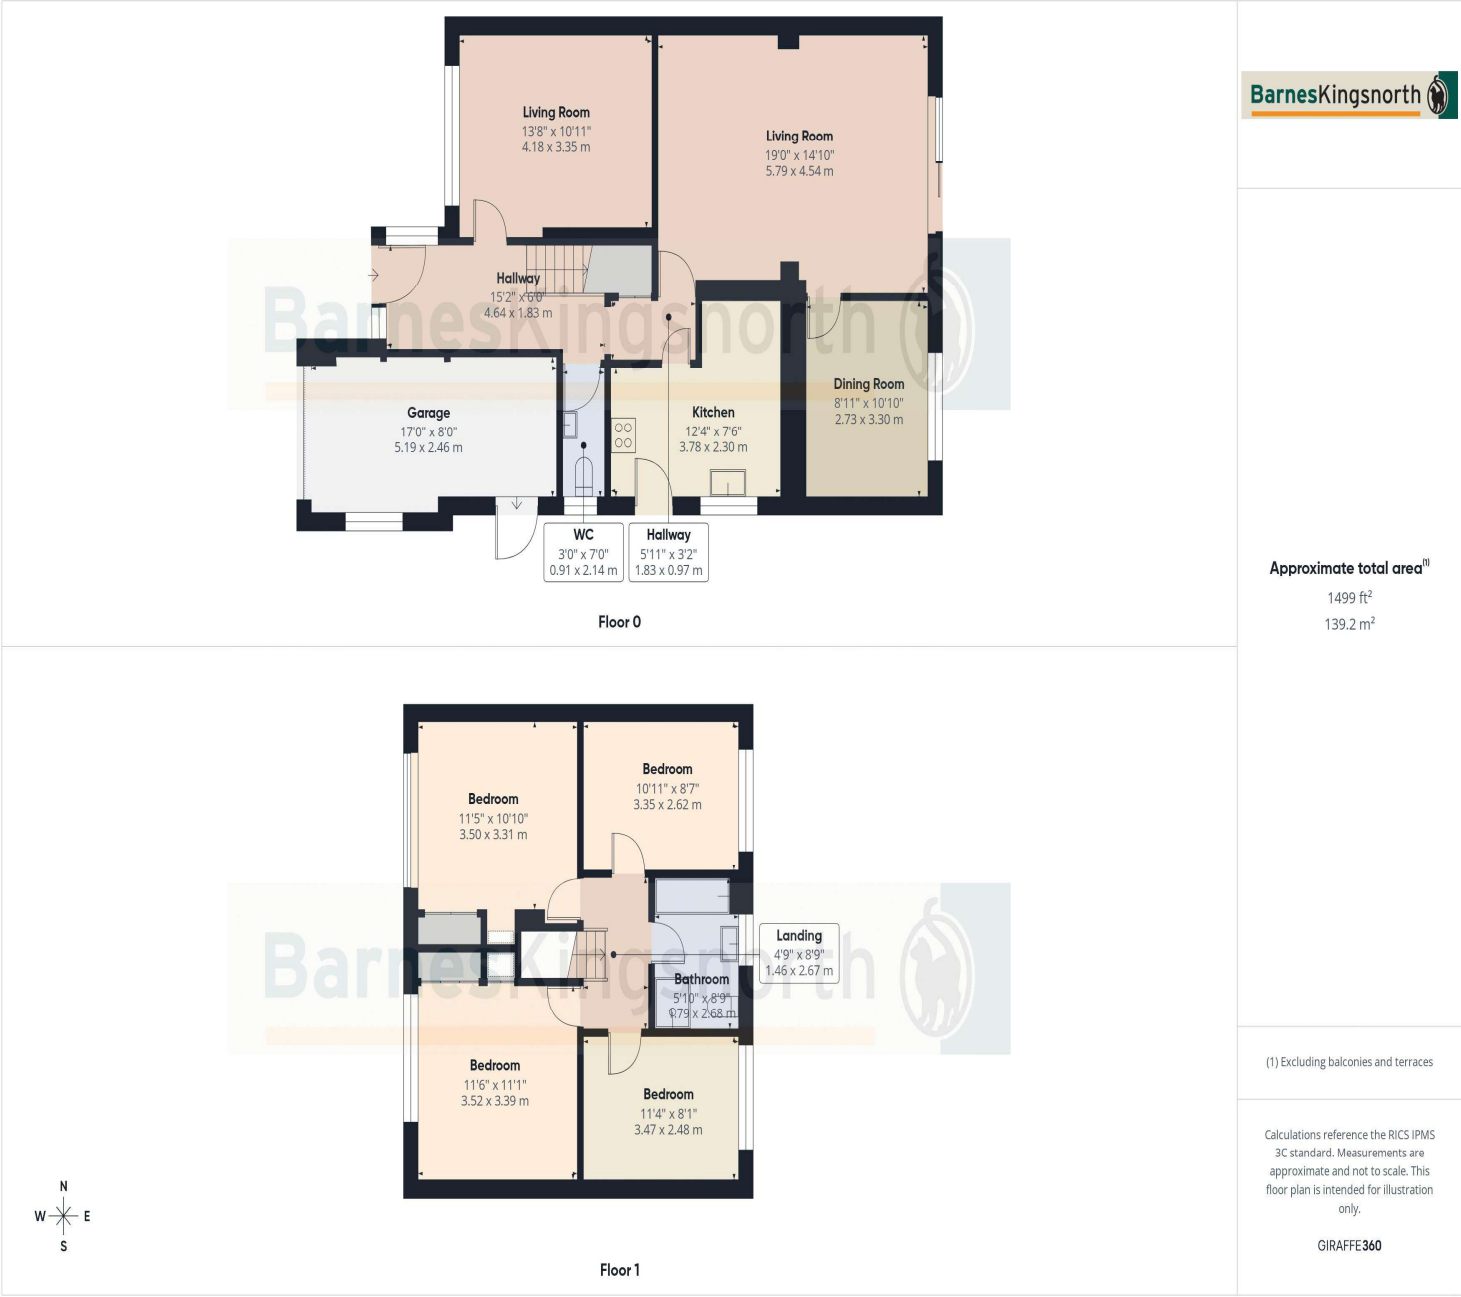 Living Room
13'8" x 10'11"
4.18 x 3.35 m
Living Room
19'0" x 14'10"
5.79 x 4.54 m
Hallway
15'2" x 6'0"
4.64 x 1.83 m
Garage
17'0" x 8'0"
5.19 x 2.46 m
Kitchen
12'4" x 7'6"
3.78 x 2.30 m
Dining Room
8'11" x 10'10"
2.73 x 3.30 m
WC
3'0" x 7'0"
0.91 x 2.14 m
Hallway
5'11" x 3'2"
1.83 x 0.97 m
BarnesKingsnorth
Floor 0
Bedroom
11'5" x 10'10"
3.50 x 3.31 m
Bedroom
10'11" x 8'7"
3.35 x 2.62 m
Landing
4'9" x 8'9"
1.46 x 2.67 m
Bathroom
5'10" x 8'9"
1.79 x 2.68 m
Bedroom
11'6" x 11'1"
3.52 x 3.39 m
Bedroom
11'4" x 8'1"
3.47 x 2.48 m
BarnesKingsnorth
N
W E
S
Floor 1
BarnesKingsnorth
Approximate total area(1)
1499 ft²
139.2 m²
(1) Excluding balconies and terraces
Calculations reference the RICS IPMS
3C standard. Measurements are
approximate and not to scale. This
floor plan is intended for illustration
only.
GIRAFFE360